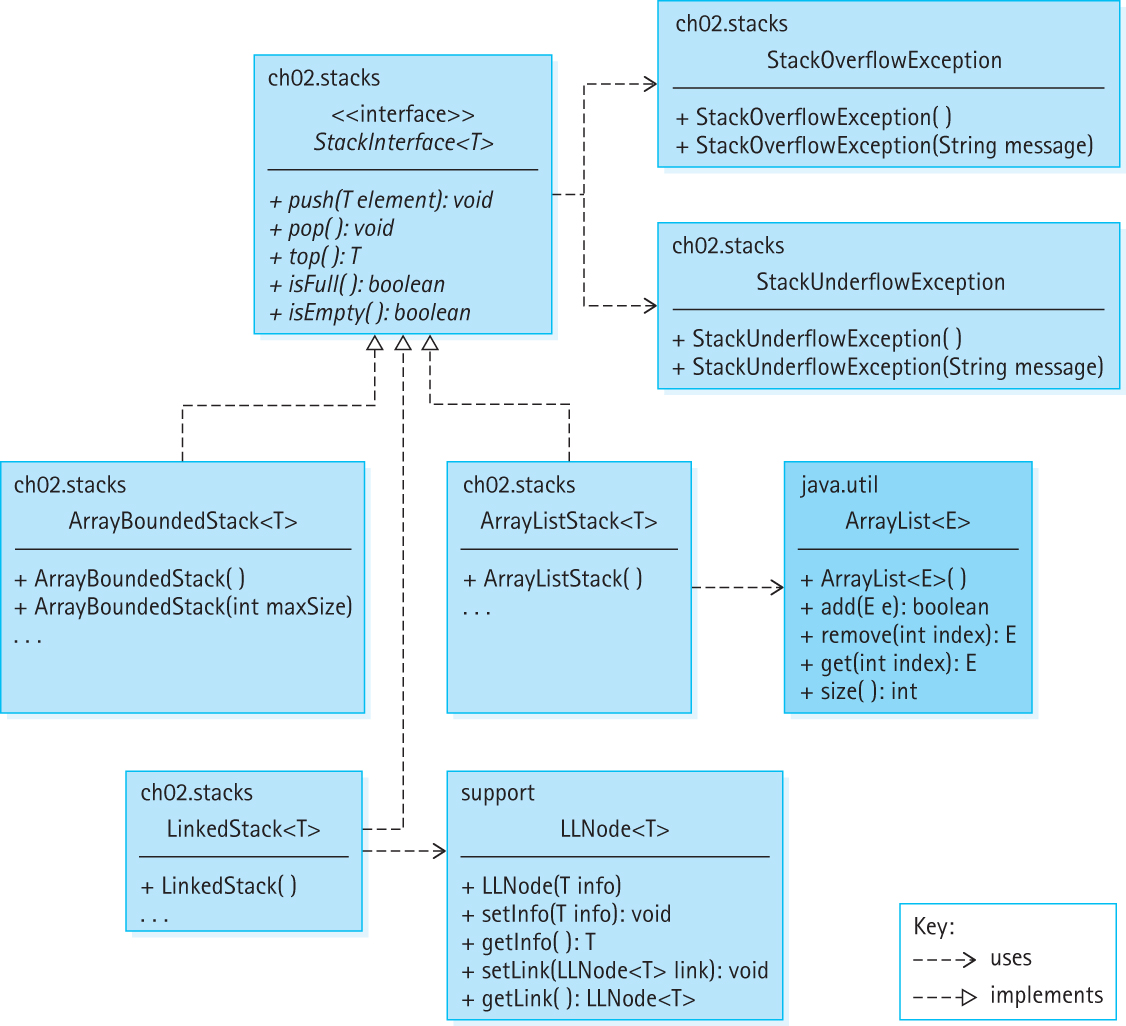 ch02.stacks
StackOverflowException
+ StackOverflowException( )
+ StackOverflowException(String message)
ch02.stacks
<<interface>>
StackInterface<T>
+ push(T element): void
+ pop( ): void
+ top( ): T
+ isFull( ): boolean
+ isEmpty( ): boolean
ch02.stacks
StackUnderflowException
+ StackUnderflowException( )
+ StackUnderflowException(String message)
ch02.stacks
ArrayBoundedStack<T>
+ ArrayBoundedStack( )
+ ArrayBoundedStack(int maxSize)
. . .
ch02.stacks
ArrayListStack<T>
+ ArrayListStack( )
. . .
java.util
ArrayList<E>
+ ArrayList<E>( )
+ add(E e): boolean
+ remove(int index): E
+ get(int index): E
+ size( ): int
ch02.stacks
LinkedStack<T>
+ LinkedStack( )
. . .
support
LLNode<T>
+ LLNode(T info)
+ setInfo(T info): void
+ getInfo( ): T
+ setLink(LLNode<T> link): void
+ getLink( ): LLNode<T>
Key:
uses
implements